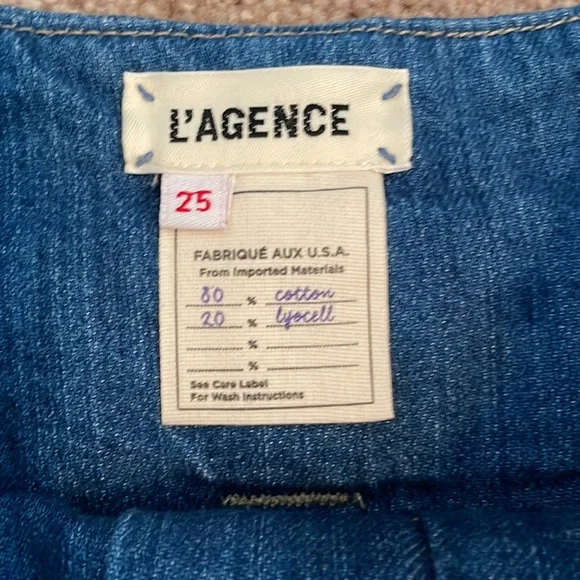 L'AGENCE
25
FABRIQUÉ AUX U.S.A.
From Imported Materials
80 % cotton
20 % lyocell
%
%
See Care Label
For Wash Instructions